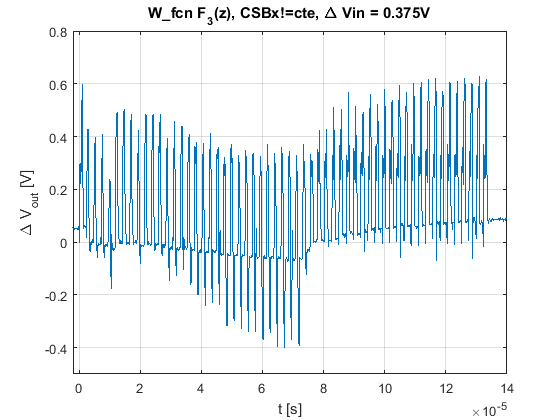 W_fcn F3(z), CSBx!=cte, Δ Vin = 0.375V
0.8
0.6
0.4
0.2
0
-0.2
-0.4
Δ Vout [V]
0 2 4 6 8 10 12 14
t [s]
×10-5